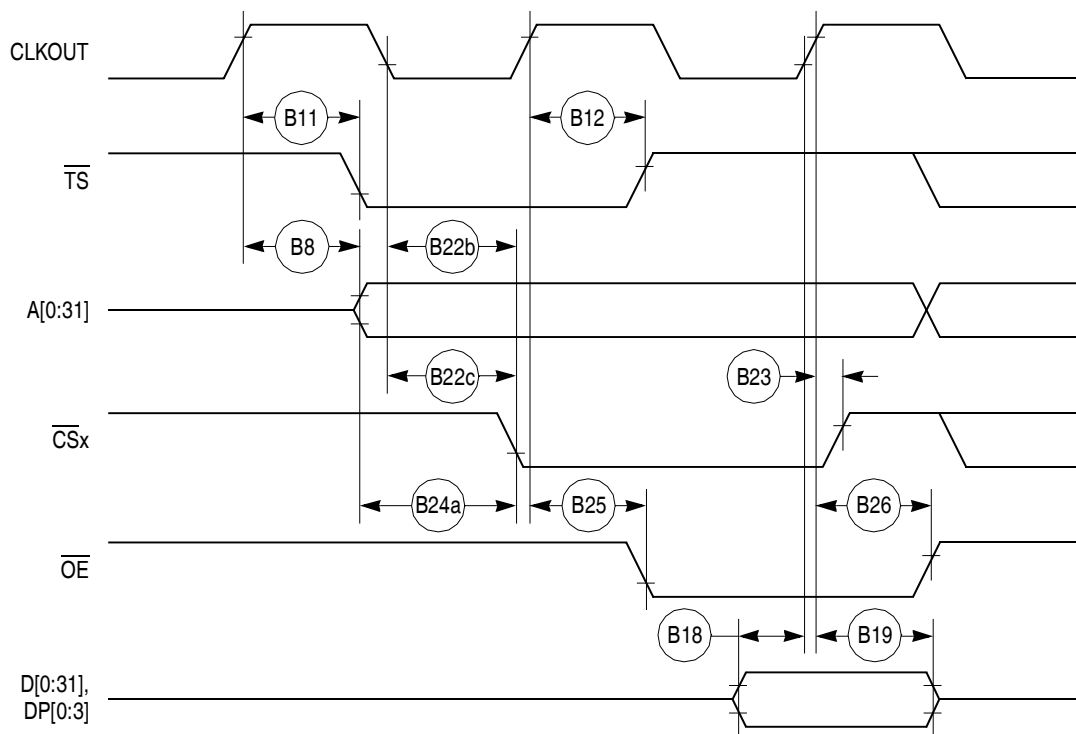 CLKOUT
B11
B12
TS
B8
B22b
A[0:31]
B22c
B23
CSx
B24a
B25
B26
OE
B18
B19
D[0:31],
DP[0:3]